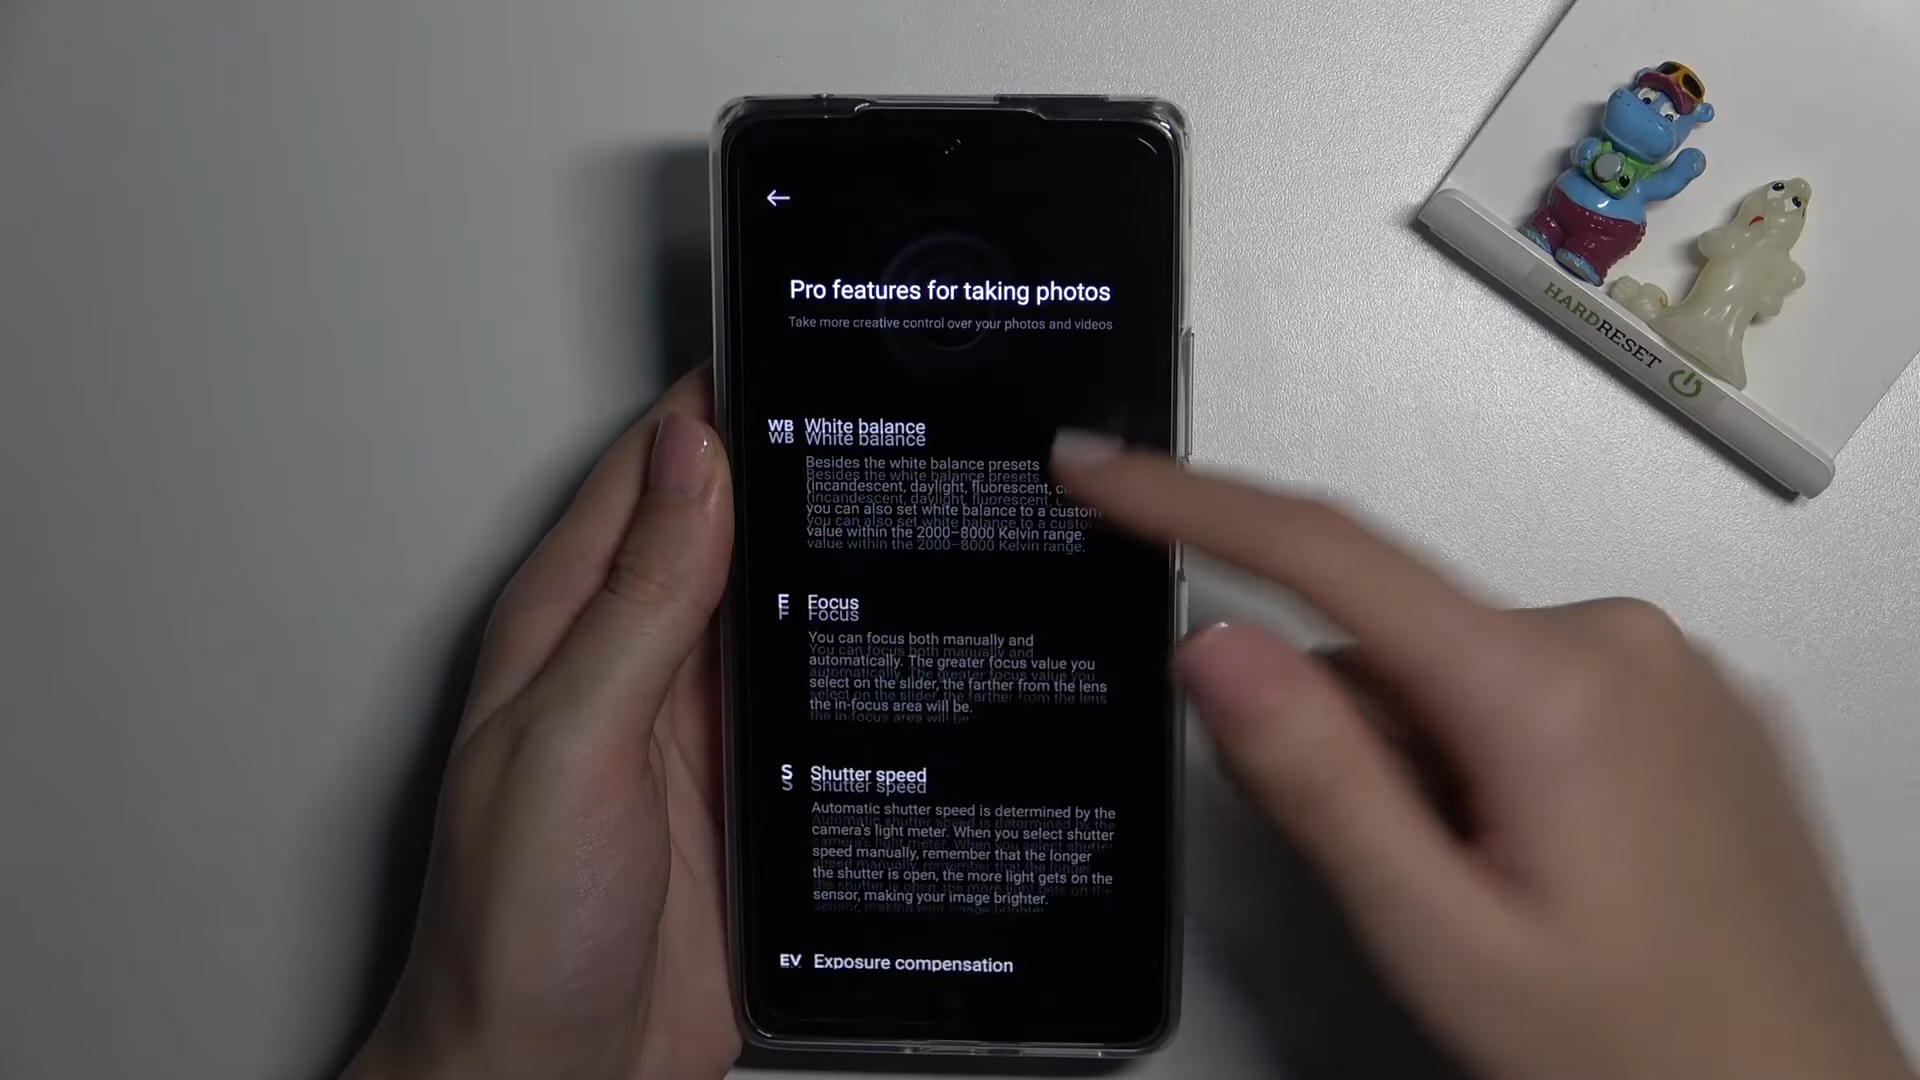 Pro features for taking photos
Take more creative control over your photos and videos
WB White balance
Besides the white balance presets
(incandescent, daylight, fluorescent,
you can also set white balance to a custom
value within the 2000–8000 Kelvin range.
F Focus
You can focus both manually and
automatically. The greater focus value you
select on the slider, the farther from the lens
the in-focus area will be.
S Shutter speed
Automatic shutter speed is determined by the
camera's light meter. When you select shutter
speed manually, remember that the longer
the shutter is open, the more light gets on the
sensor, making your image brighter.
EV Exposure compensation
HARDRESET